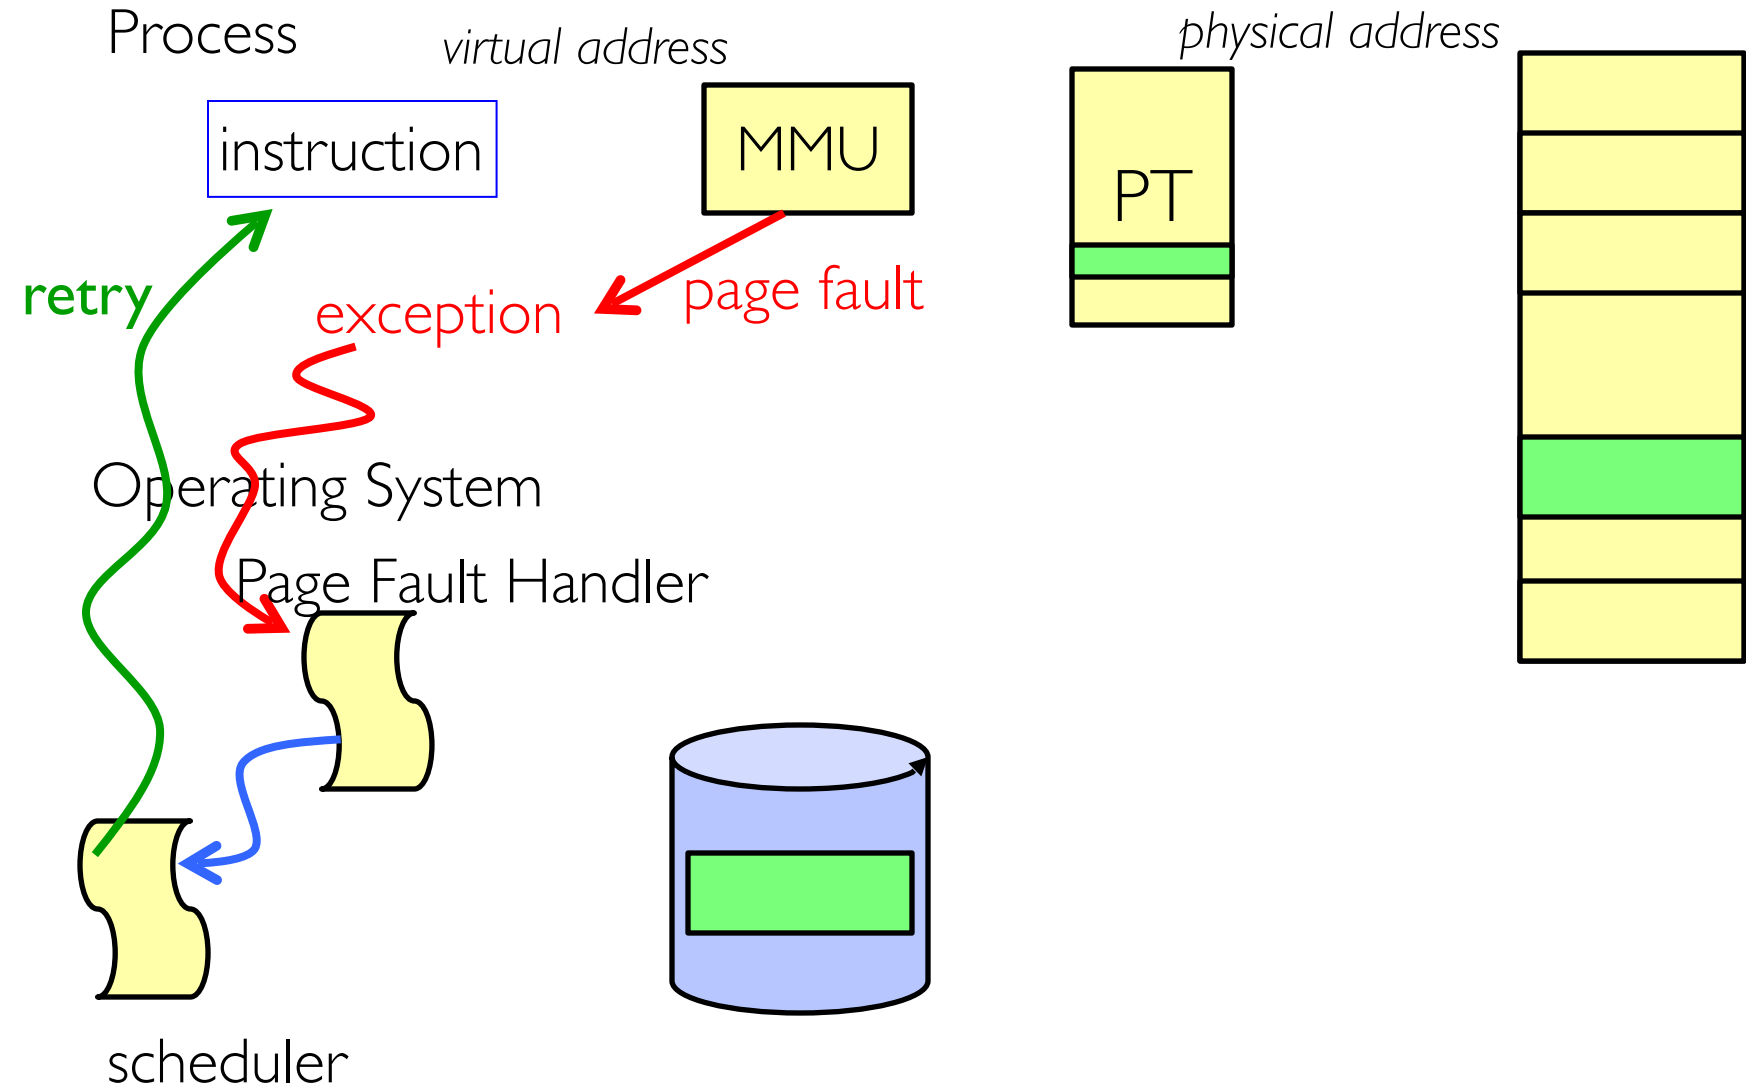 Process
virtual address
physical address
instruction
MMU
PT
retry
exception
page fault
Operating System
Page Fault Handler
scheduler